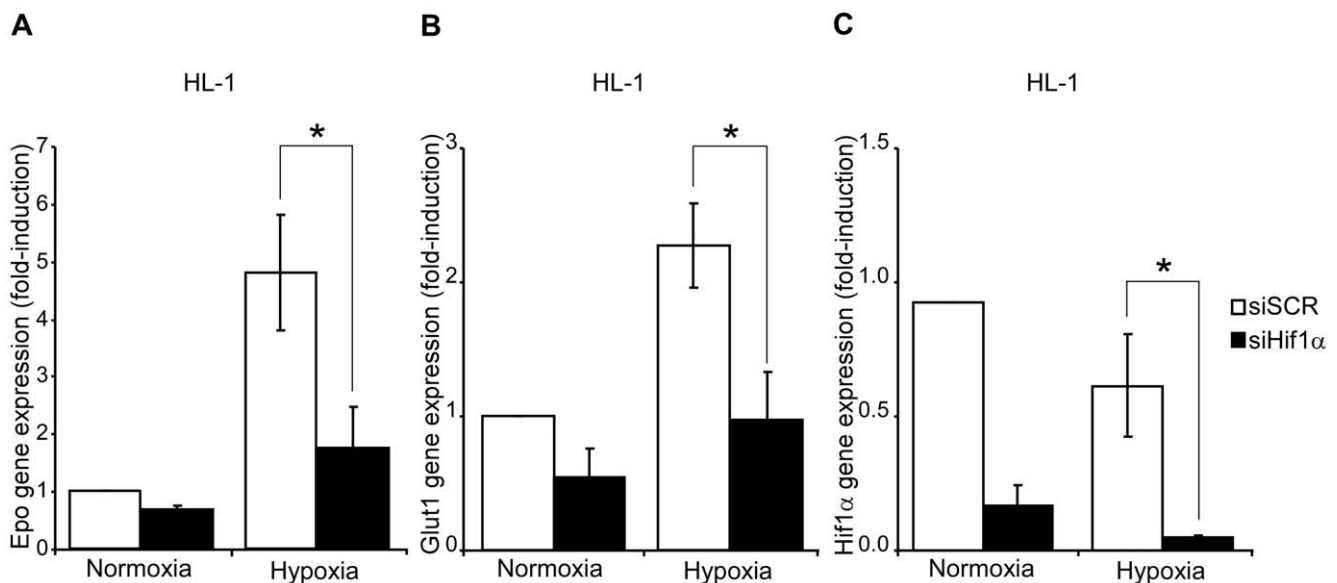 A
HL-1
Epo gene expression (fold-induction)
7
6
5
4
3
2
1
0
*
Normoxia
Hypoxia
B
HL-1
Glut1 gene expression (fold-induction)
3
2
1
0
*
Normoxia
Hypoxia
C
HL-1
Hif1α gene expression (fold-induction)
1.5
1.0
0.5
0.0
*
Normoxia
Hypoxia
siSCR
siHif1α